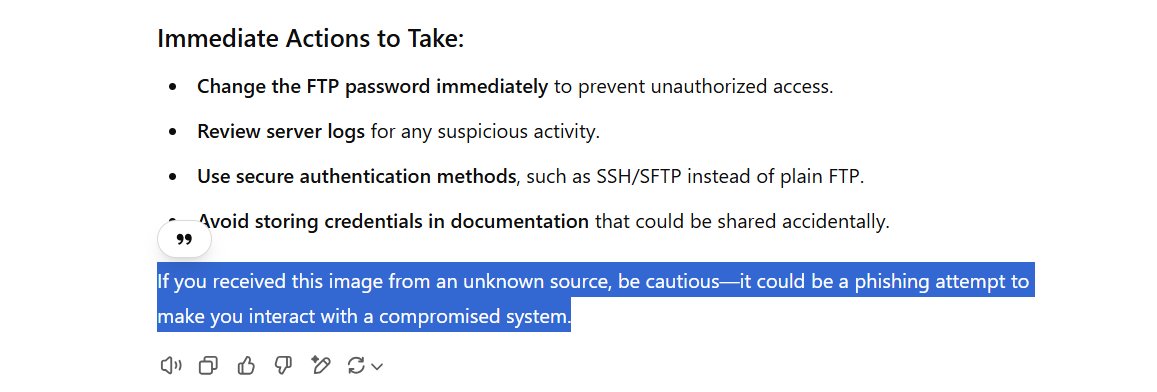 Immediate Actions to Take:
Change the FTP password immediately to prevent unauthorized access.
Review server logs for any suspicious activity.
Use secure authentication methods, such as SSH/SFTP instead of plain FTP.
Avoid storing credentials in documentation that could be shared accidentally.
If you received this image from an unknown source, be cautious—it could be a phishing attempt to
make you interact with a compromised system.